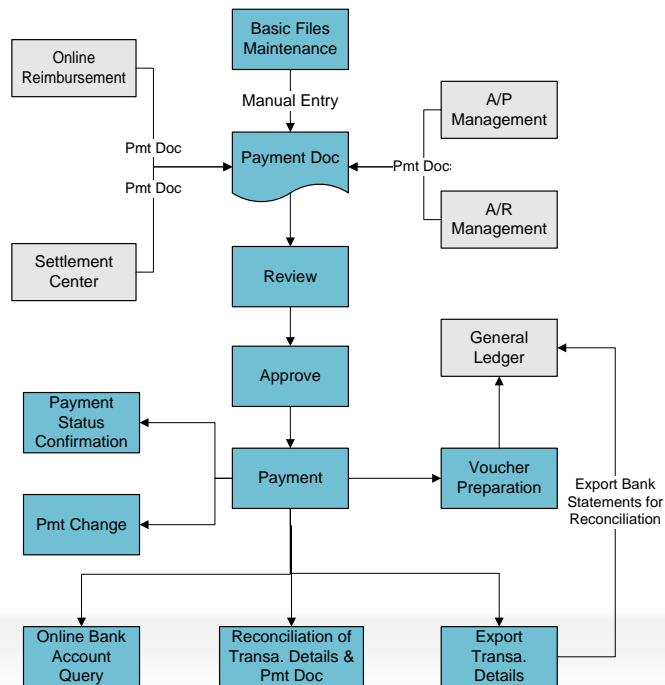 Basic Files
Maintenance
Online
Reimbursement
A/P
Management
Manual Entry
Pmt Doc
Payment Doc
Pmt Docs
Pmt Doc
A/R
Management
Settlement
Center
Review
General
Ledger
Approve
Payment
Status
Confirmation
Payment
Voucher
Preparation
Export Bank
Statements for
Reconciliation
Pmt Change
Online Bank
Account
Query
Reconciliation of
Transa. Details &
Pmt Doc
Export
Transa.
Details